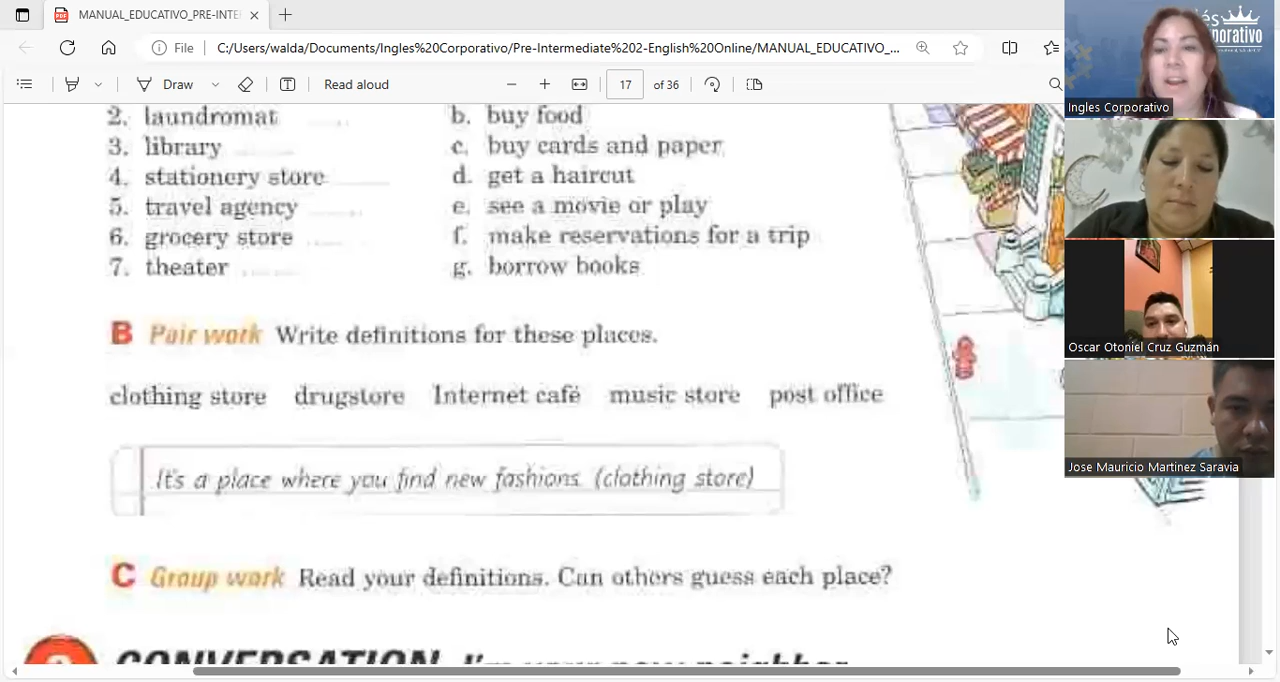 MANUAL_EDUCATIVO_PRE-INTE
File
C:/Users/walda/Documents/Ingles%20Corporativo/Pre-Intermediate%202-English%20Online/MANUAL_EDUCATIVO_...
Draw
Read aloud
17 of 36
2. laundromat
3. library
4. stationery store
5. travel agency
6. grocery store
7. theater
b. buy food
c. buy cards and paper
d. get a haircut
e. see a movie or play
f. make reservations for a trip
g. borrow books
B Pair work Write definitions for these places.
clothing store drugstore Internet café music store post office
It's a place where you find new fashions. (clothing store)
C Group work Read your definitions. Can others guess each place?
CONVERSATION I'm your new neighbor
Ingles Corporativo
Oscar Otoniel Cruz Guzmán
Jose Mauricio Martinez Saravia